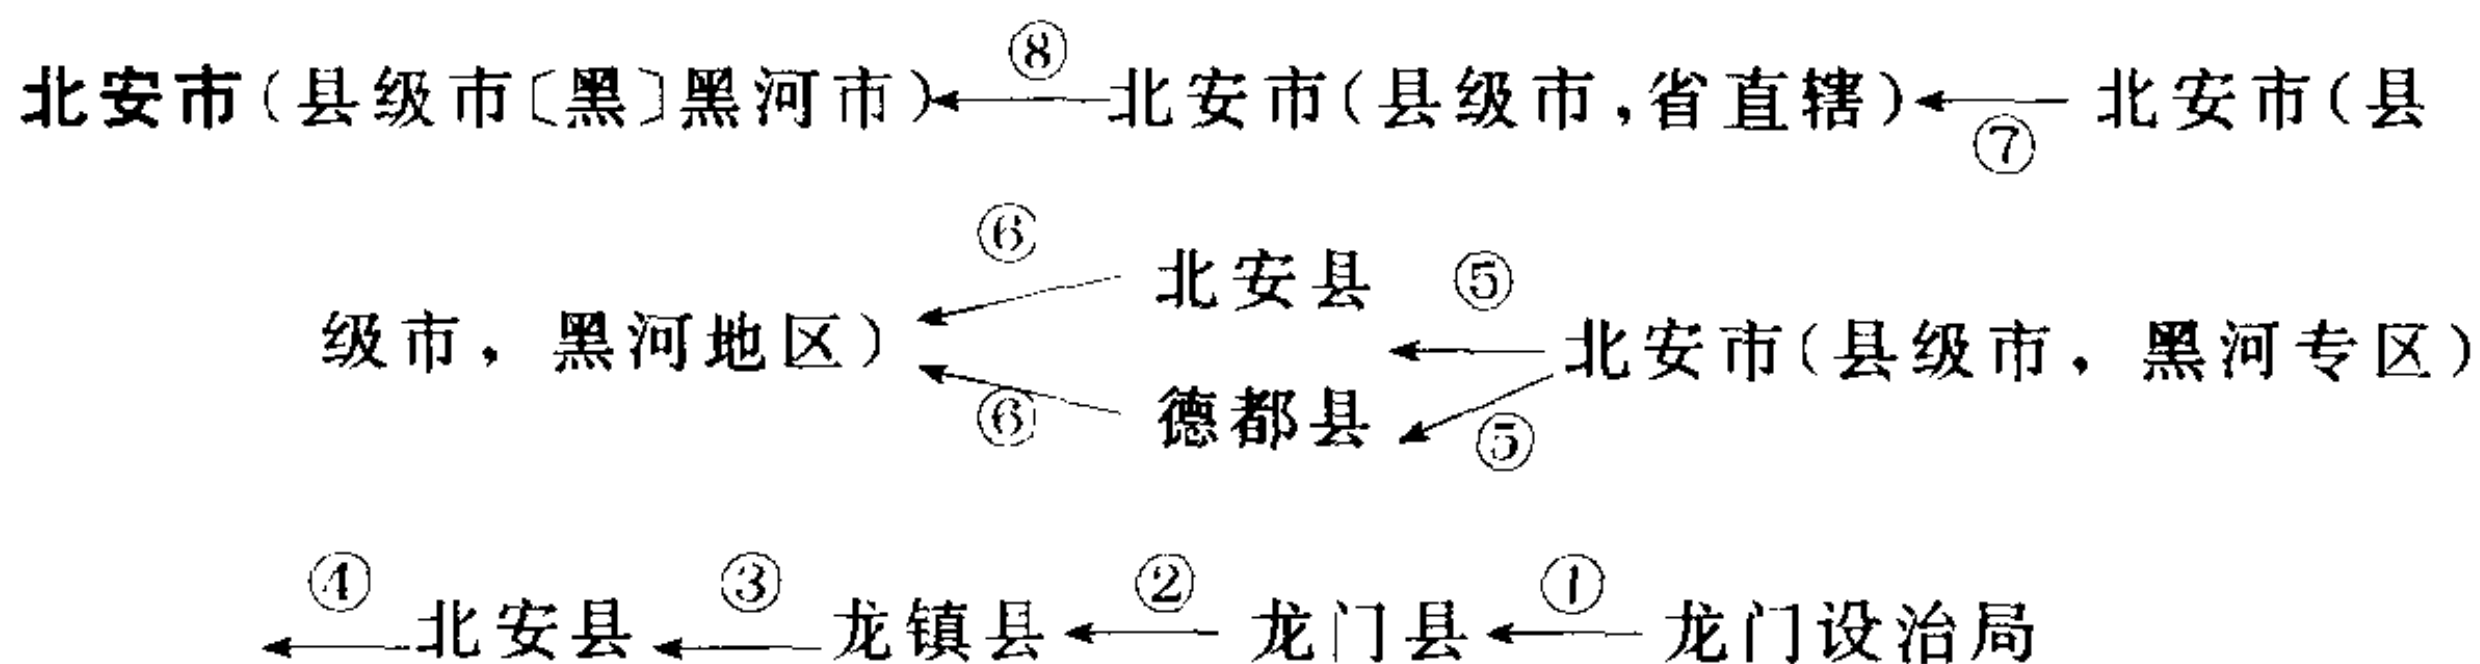 ⑧
北安市(县级市〔黑〕黑河市)←北安市(县级市,省直辖)←北安市(县
⑦
⑥
北安县 ⑤
级市,黑河地区) ← ← 北安市(县级市,黑河专区)
⑥ 德都县 ⑤
④ ③ ② ①
←北安县←龙镇县←龙门县←龙门设治局